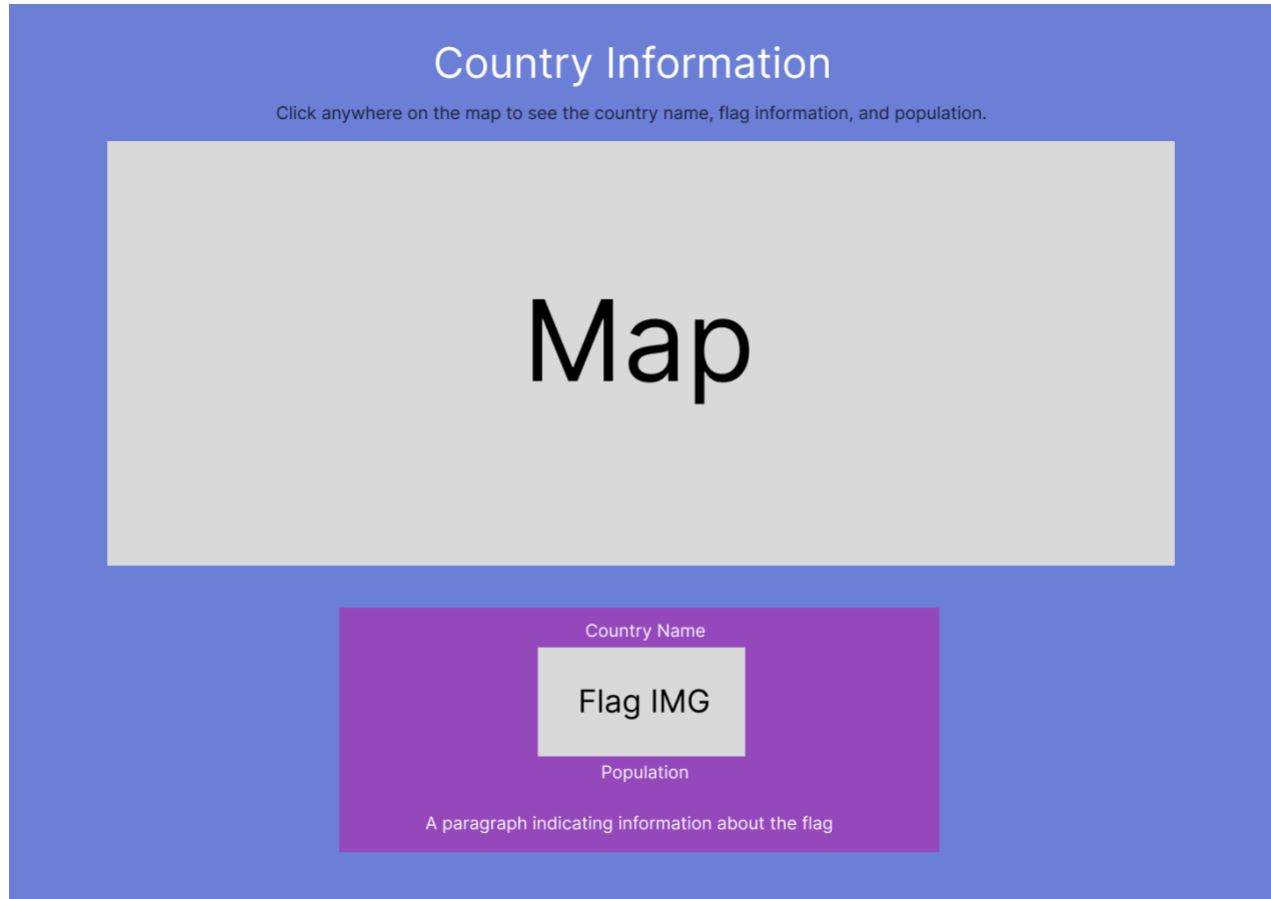 Country Information
Click anywhere on the map to see the country name, flag information, and population.
Map
Country Name
Flag IMG
Population
A paragraph indicating information about the flag